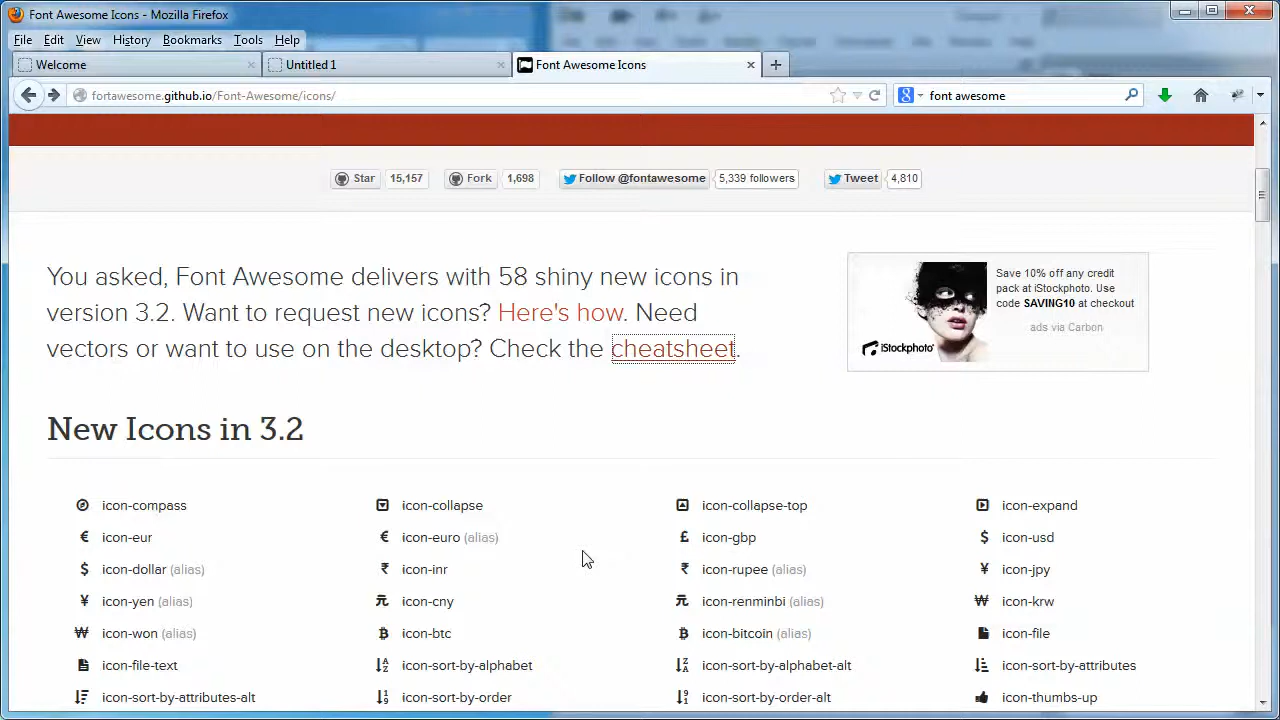 Font Awesome Icons - Mozilla Firefox
File Edit View History Bookmarks Tools Help
Welcome × Untitled 1 × Font Awesome Icons × +
fortawesome.github.io/Font-Awesome/icons/ font awesome
Star 15,157 Fork 1,698 Follow @fontawesome 5,339 followers Tweet 4,810
You asked, Font Awesome delivers with 58 shiny new icons in
version 3.2. Want to request new icons? Here's how. Need
vectors or want to use on the desktop? Check the cheatsheet.
Save 10% off any credit
pack at iStockphoto. Use
code SAVING10 at checkout
ads via Carbon
iStockphoto
New Icons in 3.2
icon-compass icon-collapse icon-collapse-top icon-expand
€ icon-eur € icon-euro (alias) £ icon-gbp $ icon-usd
$ icon-dollar (alias) ₹ icon-inr ₹ icon-rupee (alias) ¥ icon-jpy
¥ icon-yen (alias) 元 icon-cny 元 icon-renminbi (alias) ₩ icon-krw
₩ icon-won (alias) icon-btc icon-bitcoin (alias) icon-file
icon-file-text icon-sort-by-alphabet icon-sort-by-alphabet-alt icon-sort-by-attributes
icon-sort-by-attributes-alt icon-sort-by-order icon-sort-by-order-alt icon-thumbs-up